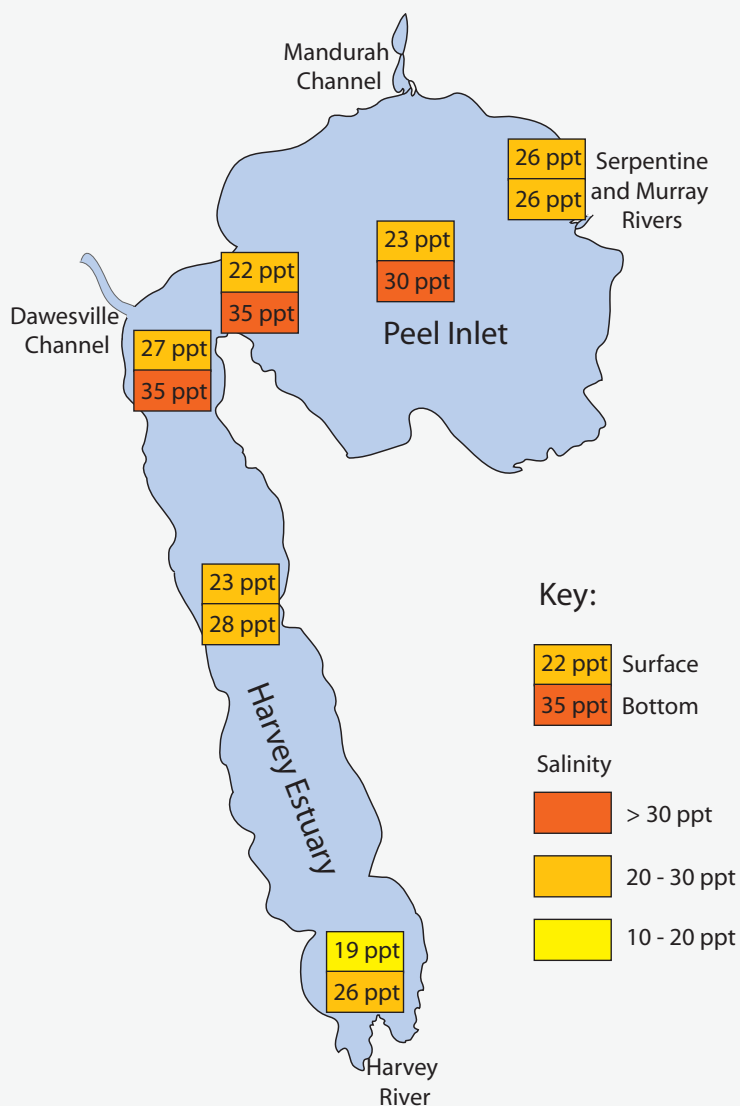 Mandurah
Channel
26 ppt
26 ppt
Serpentine
and Murray
Rivers
23 ppt
30 ppt
22 ppt
35 ppt
Peel Inlet
Dawesville
Channel
27 ppt
35 ppt
23 ppt
28 ppt
Harvey Estuary
19 ppt
26 ppt
Harvey
River
Key:
22 ppt Surface
35 ppt Bottom
Salinity
> 30 ppt
20 - 30 ppt
10 - 20 ppt